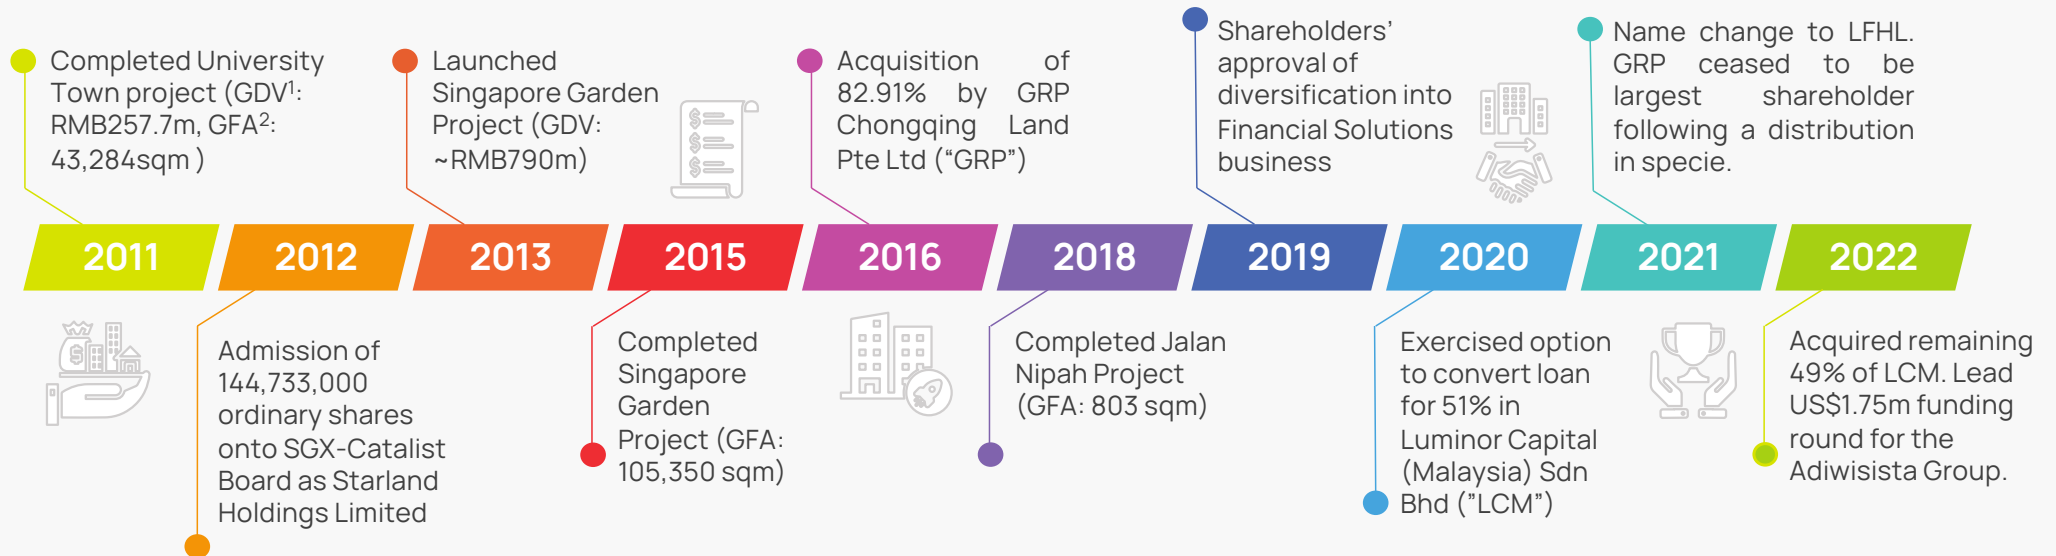 Completed University
Town project (GDV¹:
RMB257.7m, GFA²:
43,284sqm )
Launched
Singapore Garden
Project (GDV:
~RMB790m)
Acquisition of
82.91% by GRP
Chongqing Land
Pte Ltd (“GRP”)
Shareholders’
approval of
diversification into
Financial Solutions
business
Name change to LFHL.
GRP ceased to be
largest shareholder
following a distribution
in specie.
2011
2012
2013
2015
2016
2018
2019
2020
2021
2022
Admission of
144,733,000
ordinary shares
onto SGX-Catalist
Board as Starland
Holdings Limited
Completed
Singapore
Garden
Project (GFA:
105,350 sqm)
Completed Jalan
Nipah Project
(GFA: 803 sqm)
Exercised option
to convert loan
for 51% in
Luminor Capital
(Malaysia) Sdn
Bhd (”LCM”)
Acquired remaining
49% of LCM. Lead
US$1.75m funding
round for the
Adiwisista Group.